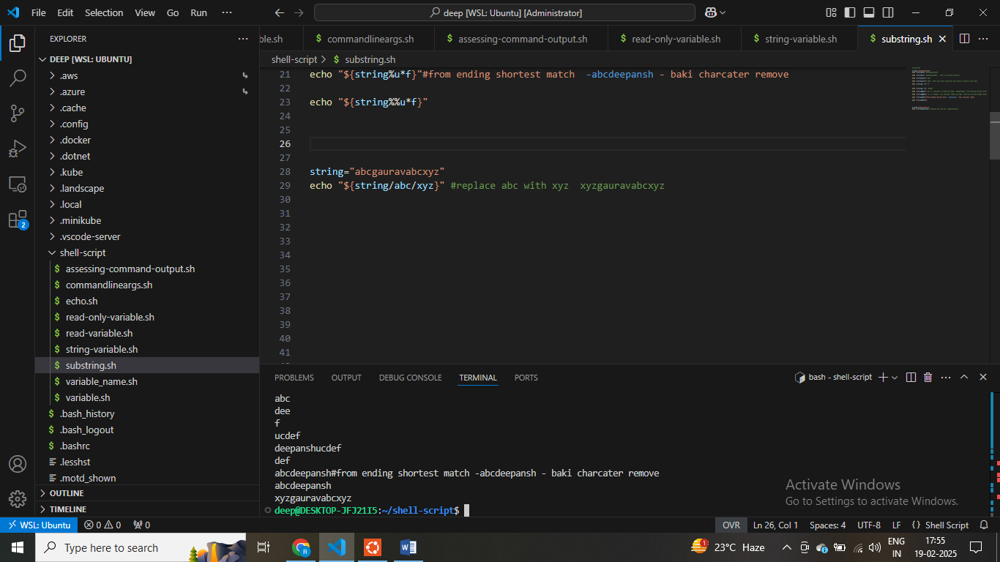 File Edit Selection View Go Run ··· deep [WSL: Ubuntu] [Administrator]
EXPLORER ···
ble.sh $ commandlineargs.sh $ assessing-command-output.sh $ read-only-variable.sh $ string-variable.sh $ substring.sh ···
DEEP [WSL: UBUNTU]
.aws
.azure
.cache
.config
.docker
.dotnet
.kube
.landscape
.local
.minikube
.vscode-server
shell-script
$ assessing-command-output.sh
$ commandlineargs.sh
$ echo.sh
$ read-only-variable.sh
$ read-variable.sh
$ string-variable.sh
$ substring.sh
$ variable_name.sh
$ variable.sh
$ .bash_history
$ .bash_logout
$ .bashrc
.lesshst
.motd_shown
OUTLINE
TIMELINE
2
shell-script > $ substring.sh
21 echo "${string%u*f}"#from ending shortest match  -abcdeepansh - baki charcater remove
22
23 echo "${string%%u*f}"
24
25
26
27
28 string="abcgauravabcxyz"
29 echo "${string/abc/xyz}" #replace abc with xyz  xyzgauravabcxyz
30
31
32
33
34
35
36
37
38
39
40
41
PROBLEMS OUTPUT DEBUG CONSOLE TERMINAL PORTS bash - shell-script ···
abc
dee
f
ucdef
deepanshucdef
def
abcdeepansh#from ending shortest match -abcdeepansh - baki charcater remove
abcdeepansh
xyzgauravabcxyz
deep@DESKTOP-JFJ21I5:~/shell-script$
Activate Windows
Go to Settings to activate Windows.
WSL: Ubuntu 0 0 0 OVR Ln 26, Col 1 Spaces: 4 UTF-8 LF {} Shell Script
Type here to search 1 23°C Haze ENG IN 17:55 19-02-2025